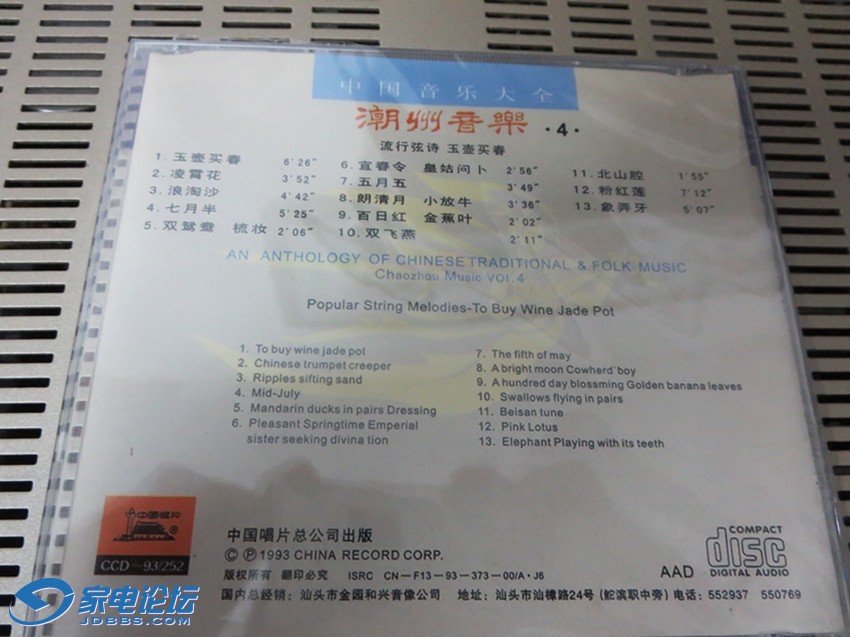 中国音乐大全
潮州音樂 ·4·
流行弦诗 玉壶买春
1. 玉壶买春 6'26"
2. 凌霄花 3'52"
3. 浪淘沙 4'42"
4. 七月半 5'25"
5. 双鸳鸯 梳妆 2'06"
6. 宜春令 皇姑问卜 2'56"
7. 五月五 3'49"
8. 朗清月 小放牛 3'36"
9. 百日红 金蕉叶 2'02"
10. 双飞燕 2'11"
11. 北山腔 1'55"
12. 粉红莲 7'12"
13. 象弄牙 5'07"
AN ANTHOLOGY OF CHINESE TRADITIONAL & FOLK MUSIC
Chaozhou Music VOl.4
Popular String Melodies-To Buy Wine Jade Pot
1. To buy wine jade pot
2. Chinese trumpet creeper
3. Ripples sifting sand
4. Mid-July
5. Mandarin ducks in pairs Dressing
6. Pleasant Springtime Emperial
sister seeking divina tion
7. The fifth of may
8. A bright moon Cowherd' boy
9. A hundred day blossming Golden banana leaves
10. Swallows flying in pairs
11. Beisan tune
12. Pink Lotus
13. Elephant Playing with its teeth
中国唱片
CCD-93/252
中国唱片总公司出版
© ℗ 1993 CHINA RECORD CORP.
版权所有 翻印必究 ISRC CN-F13-93-373-00/A·J6
国内总经销：汕头市金园和兴音像公司 地址：汕头市汕樟路24号(鮀滨职中旁) 电话：552937 550769
AAD
COMPACT
disc
DIGITAL AUDIO
家电论坛
JDBBS.COM